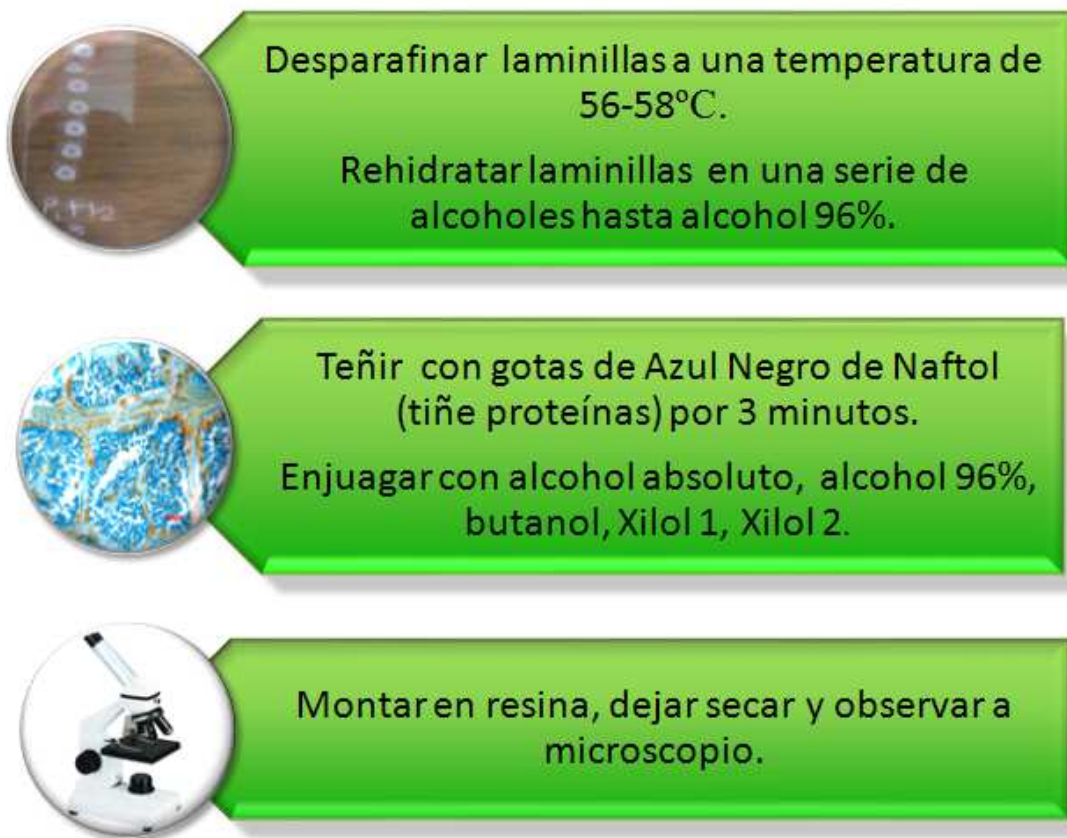 Desparafinar laminillas a una temperatura de
56-58ºC.
Rehidratar laminillas en una serie de
alcoholes hasta alcohol 96%.
Teñir con gotas de Azul Negro de Naftol
(tiñe proteínas) por 3 minutos.
Enjuagar con alcohol absoluto, alcohol 96%,
butanol, Xilol 1, Xilol 2.
Montar en resina, dejar secar y observar a
microscopio.